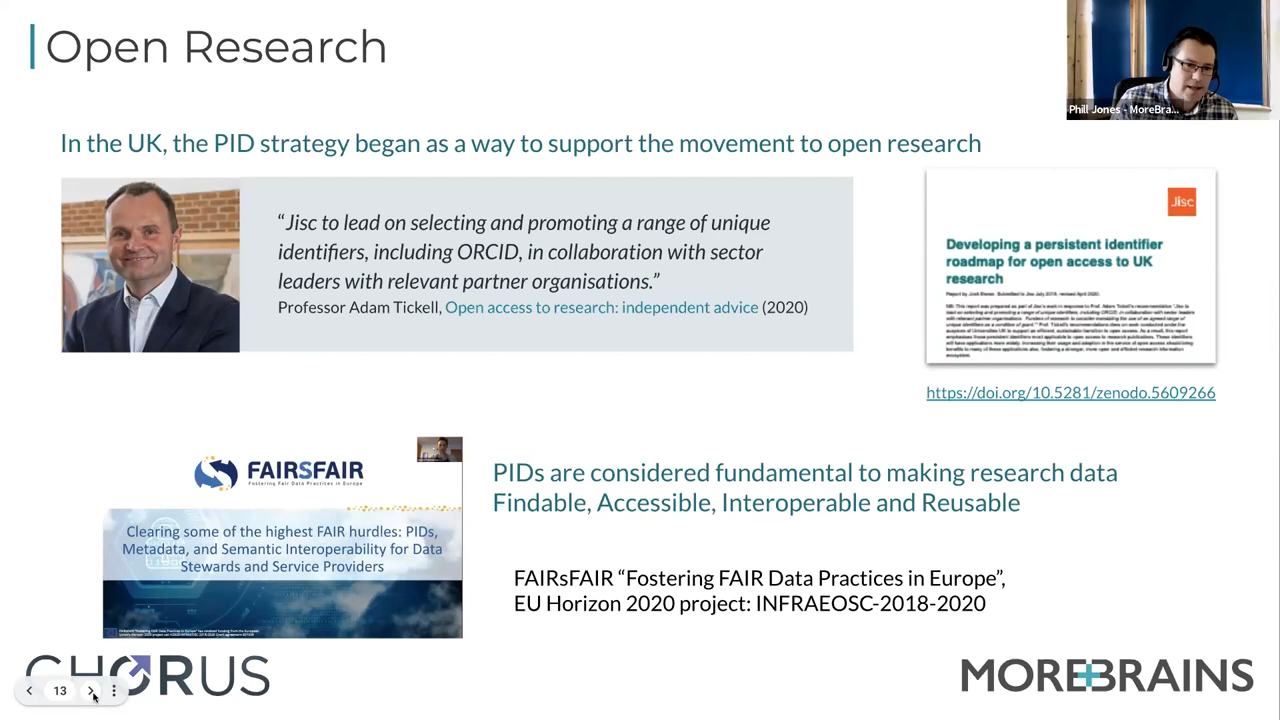 Open Research
Phill Jones - MoreBra...
In the UK, the PID strategy began as a way to support the movement to open research
“Jisc to lead on selecting and promoting a range of unique
identifiers, including ORCID, in collaboration with sector
leaders with relevant partner organisations.”
Professor Adam Tickell, Open access to research: independent advice (2020)
Jisc
Developing a persistent identifier
roadmap for open access to UK
research
https://doi.org/10.5281/zenodo.5609266
FAIRSFAIR
Fostering Fair Data Practices in Europe
Clearing some of the highest FAIR hurdles: PIDs,
Metadata, and Semantic Interoperability for Data
Stewards and Service Providers
PIDs are considered fundamental to making research data
Findable, Accessible, Interoperable and Reusable
FAIRsFAIR “Fostering FAIR Data Practices in Europe”,
EU Horizon 2020 project: INFRAEOSC-2018-2020
CHORUS
13
MOREBRAINS